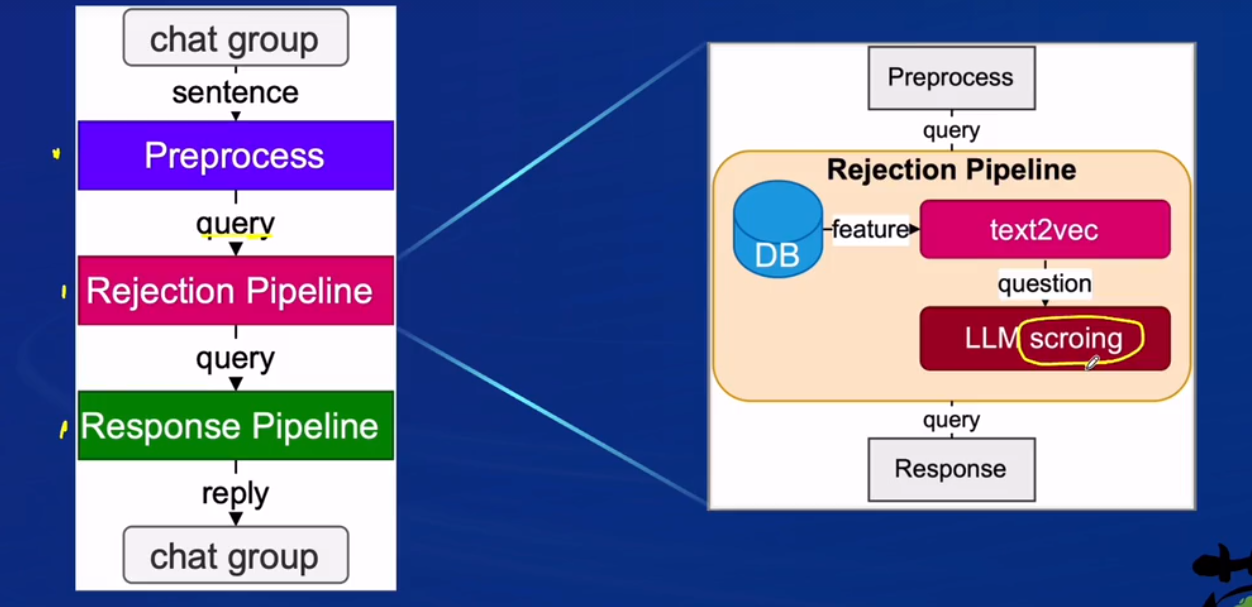 chat group
sentence
Preprocess
query
Rejection Pipeline
query
Response Pipeline
reply
chat group
Preprocess
query
Rejection Pipeline
DB
feature
text2vec
question
LLM scroing
query
Response